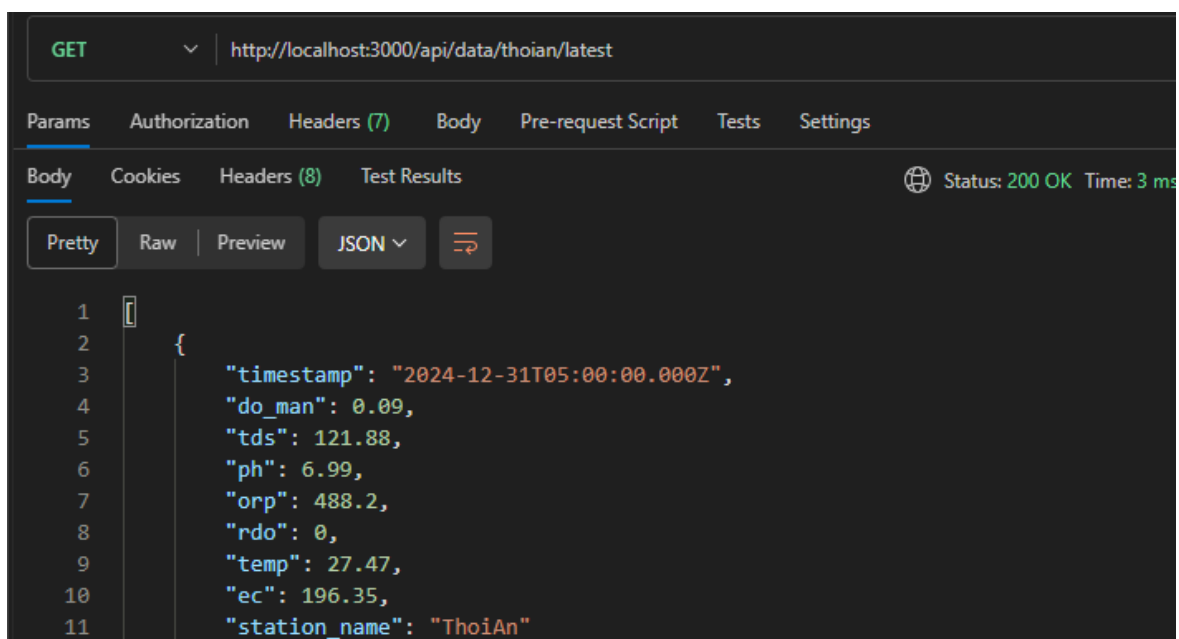 GET http://localhost:3000/api/data/thoian/latest
Params Authorization Headers (7) Body Pre-request Script Tests Settings
Body Cookies Headers (8) Test Results Status: 200 OK Time: 3 ms
Pretty Raw Preview JSON
1 [
2 {
3 "timestamp": "2024-12-31T05:00:00.000Z",
4 "do_man": 0.09,
5 "tds": 121.88,
6 "ph": 6.99,
7 "orp": 488.2,
8 "rdo": 0,
9 "temp": 27.47,
10 "ec": 196.35,
11 "station_name": "ThoiAn"